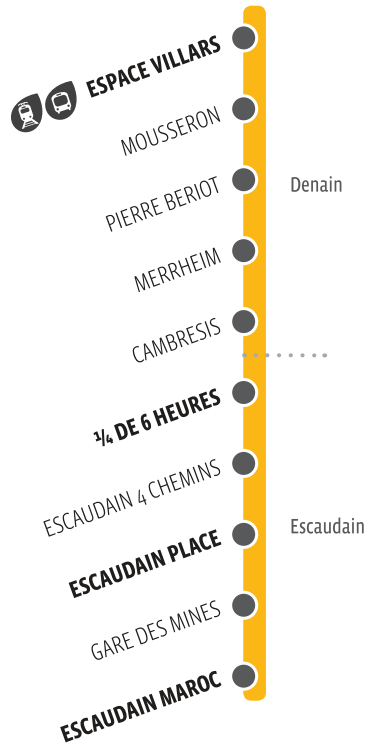 ESPACE VILLARS
MOUSSERON
PIERRE BERIOT
Denain
MERRHEIM
CAMBRESIS
¼ DE 6 HEURES
ESCAUDAIN 4 CHEMINS
ESCAUDAIN PLACE
Escaudain
GARE DES MINES
ESCAUDAIN MAROC